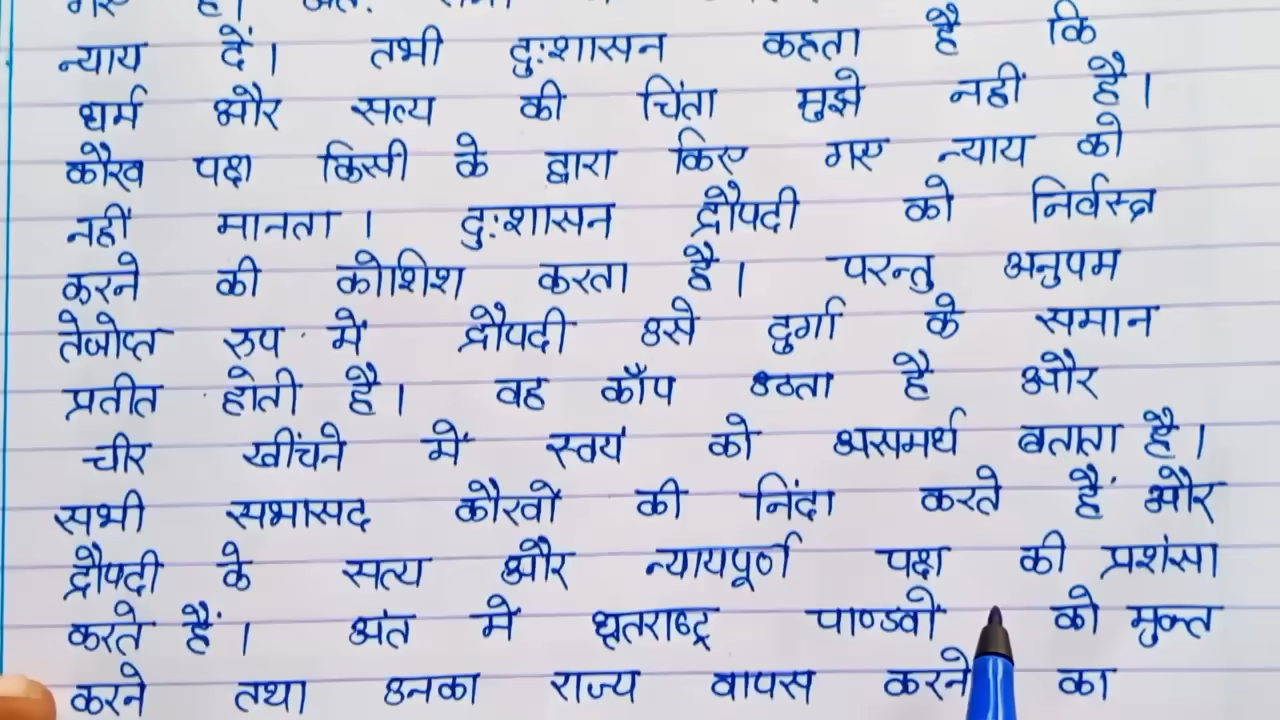 न्याय दें। तभी दुःशासन कहता है कि
धर्म और सत्य की चिंता मुझे नहीं है।
कौरव पक्ष किसी के द्वारा किए गए न्याय को
नहीं मानता। दुःशासन द्रौपदी को निर्वस्त्र
करने की कोशिश करता है। परन्तु अनुपम
तेजोप्त रुप में द्रौपदी उसे दुर्गा के समान
प्रतीत होती है। वह काँप उठता है और
चीर खींचने में स्वयं को असमर्थ बताता है।
सभी सभासद कौरवों की निंदा करते हैं और
द्रौपदी के सत्य और न्यायपूर्ण पक्ष की प्रशंसा
करते हैं। अंत में धृतराष्ट्र पाण्डवों को मुक्त
करने तथा उनका राज्य वापस करने का